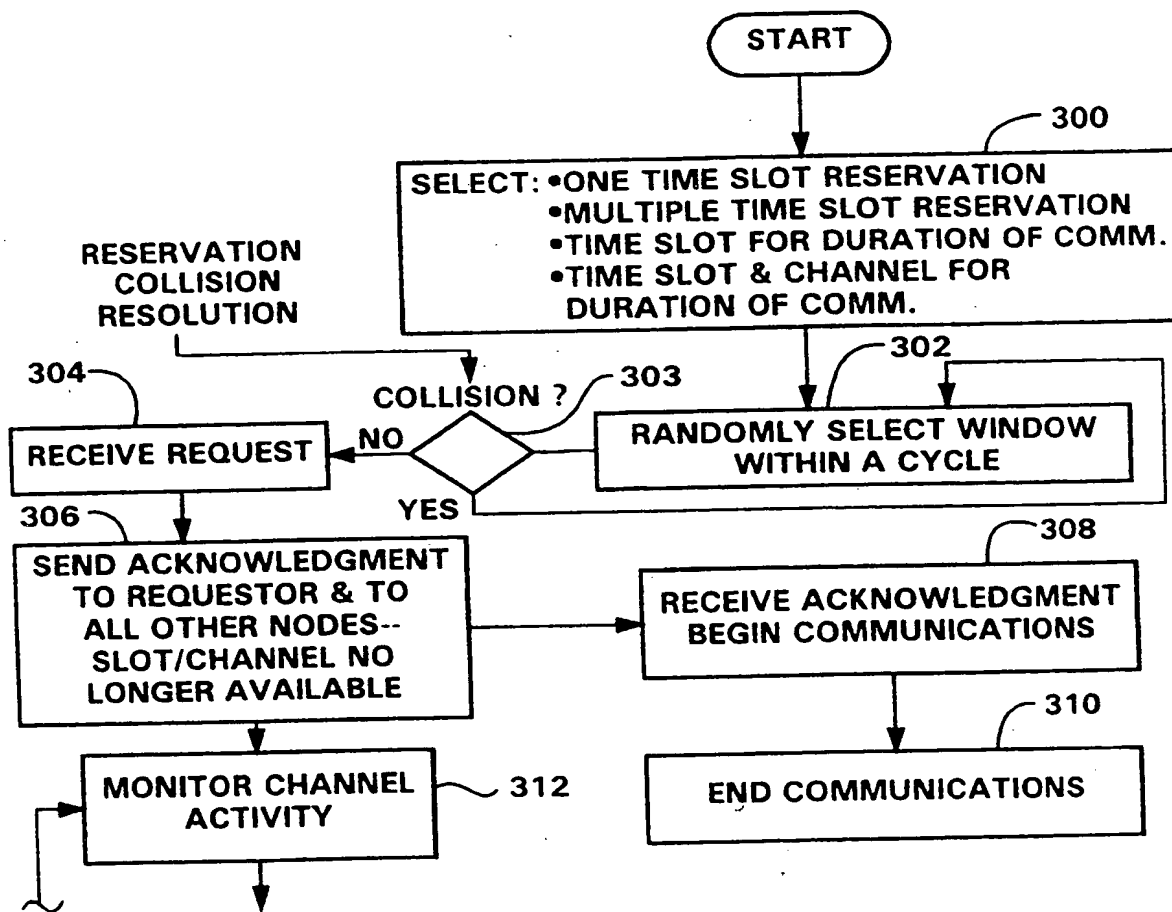 START
300
SELECT: •ONE TIME SLOT RESERVATION
•MULTIPLE TIME SLOT RESERVATION
•TIME SLOT FOR DURATION OF COMM.
•TIME SLOT & CHANNEL FOR
DURATION OF COMM.
RESERVATION
COLLISION
RESOLUTION
302
303
304
COLLISION ?
RANDOMLY SELECT WINDOW
WITHIN A CYCLE
NO
RECEIVE REQUEST
YES
306
SEND ACKNOWLEDGMENT
TO REQUESTOR & TO
ALL OTHER NODES--
SLOT/CHANNEL NO
LONGER AVAILABLE
308
RECEIVE ACKNOWLEDGMENT
BEGIN COMMUNICATIONS
310
END COMMUNICATIONS
MONITOR CHANNEL
ACTIVITY
312